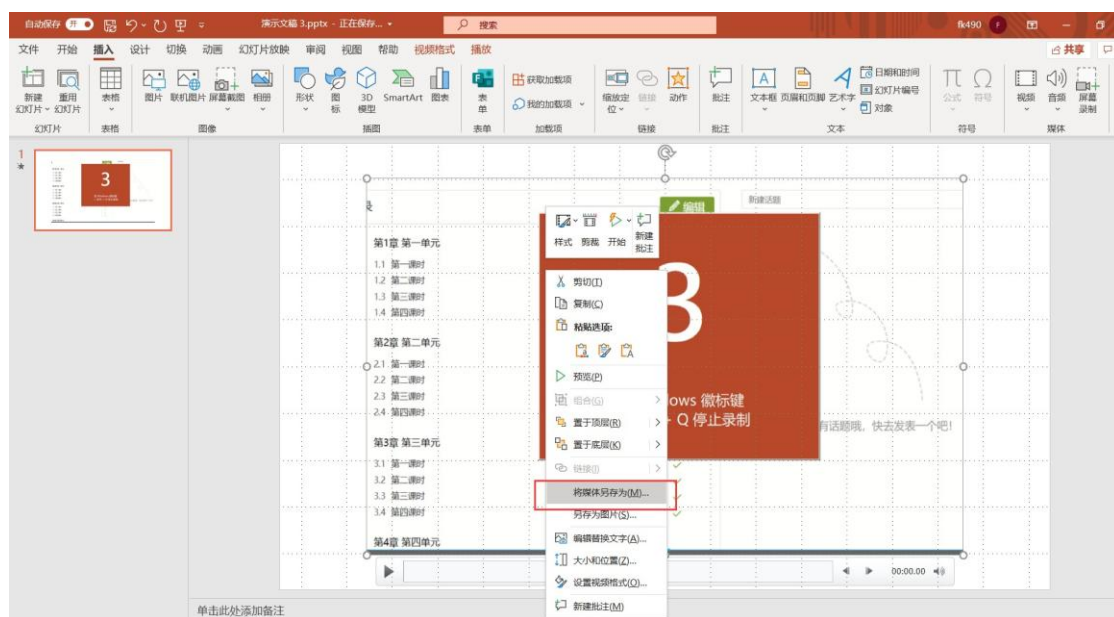 自动保存 开 演示文稿 3.pptx - 正在保存... 搜索 fk490 F
文件 开始 插入 设计 切换 动画 幻灯片放映 审阅 视图 帮助 视频格式 播放 共享
新建幻灯片 重用幻灯片 表格 图片 联机图片 屏幕截图 相册 形状 图标 3D模型 SmartArt 图表 表单 获取加载项 我的加载项 缩放定位 链接 动作 批注 文本框 页眉和页脚 艺术字 日期和时间 幻灯片编号 对象 公式 符号 视频 音频 屏幕录制
幻灯片 表格 图像 插图 表单 加载项 链接 批注 文本 符号 媒体
1
3
编辑 新建话题
第1章 第一单元
1.1 第一课时
1.2 第二课时
1.3 第三课时
1.4 第四课时
第2章 第二单元
2.1 第一课时
2.2 第二课时
2.3 第三课时
2.4 第四课时
第3章 第三单元
3.1 第一课时
3.2 第二课时
3.3 第三课时
3.4 第四课时
第4章 第四单元
样式 剪裁 开始 新建批注
剪切(T)
复制(C)
粘贴选项:
预览(P)
组合(G)
置于顶层(R)
置于底层(K)
链接(I)
将媒体另存为(M)...
另存为图片(S)...
编辑替换文字(A)...
大小和位置(Z)...
设置视频格式(O)...
新建批注(M)
3
ows 徽标键
+ Q 停止录制
有话题哦，快去发表一个吧！
00:00.00
单击此处添加备注